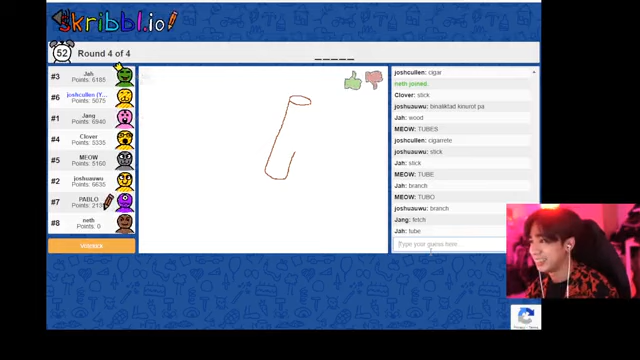 skribbl.io
52
Round 4 of 4
_ _ _ _ _
#3 Jah
Points: 6185
#6 joshcullen
Points: 5075
#1 Jang
Points: 6940
#4 Clover
Points: 5335
#5 MEOW
Points: 5160
#2 joshuauwu
Points: 6635
#7 PABLO
#8 neth
Points: 0
joshcullen: cigar
neth joined.
Clover: stick
joshuauwu: binaliktad kinurot pa
Jah: wood
MEOW: TUBES
joshcullen: cigarrete
joshuauwu: stick
Jah: stick
MEOW: TUBE
Jah: branch
MEOW: TUBO
joshuauwu: branch
Jang: fetch
Jah: tube
Type your guess here...
Privacy - Terms